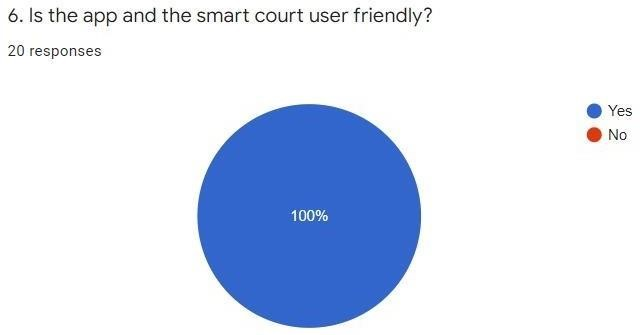 6. Is the app and the smart court user friendly?
20 responses
Yes
No
100%